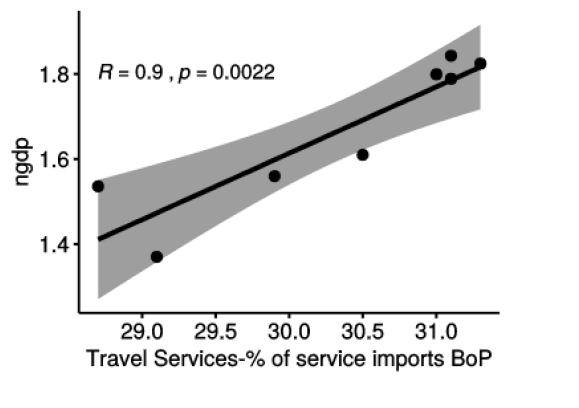 R = 0.9 , p = 0.0022
ngdp
1.8
1.6
1.4
29.0 29.5 30.0 30.5 31.0
Travel Services-% of service imports BoP